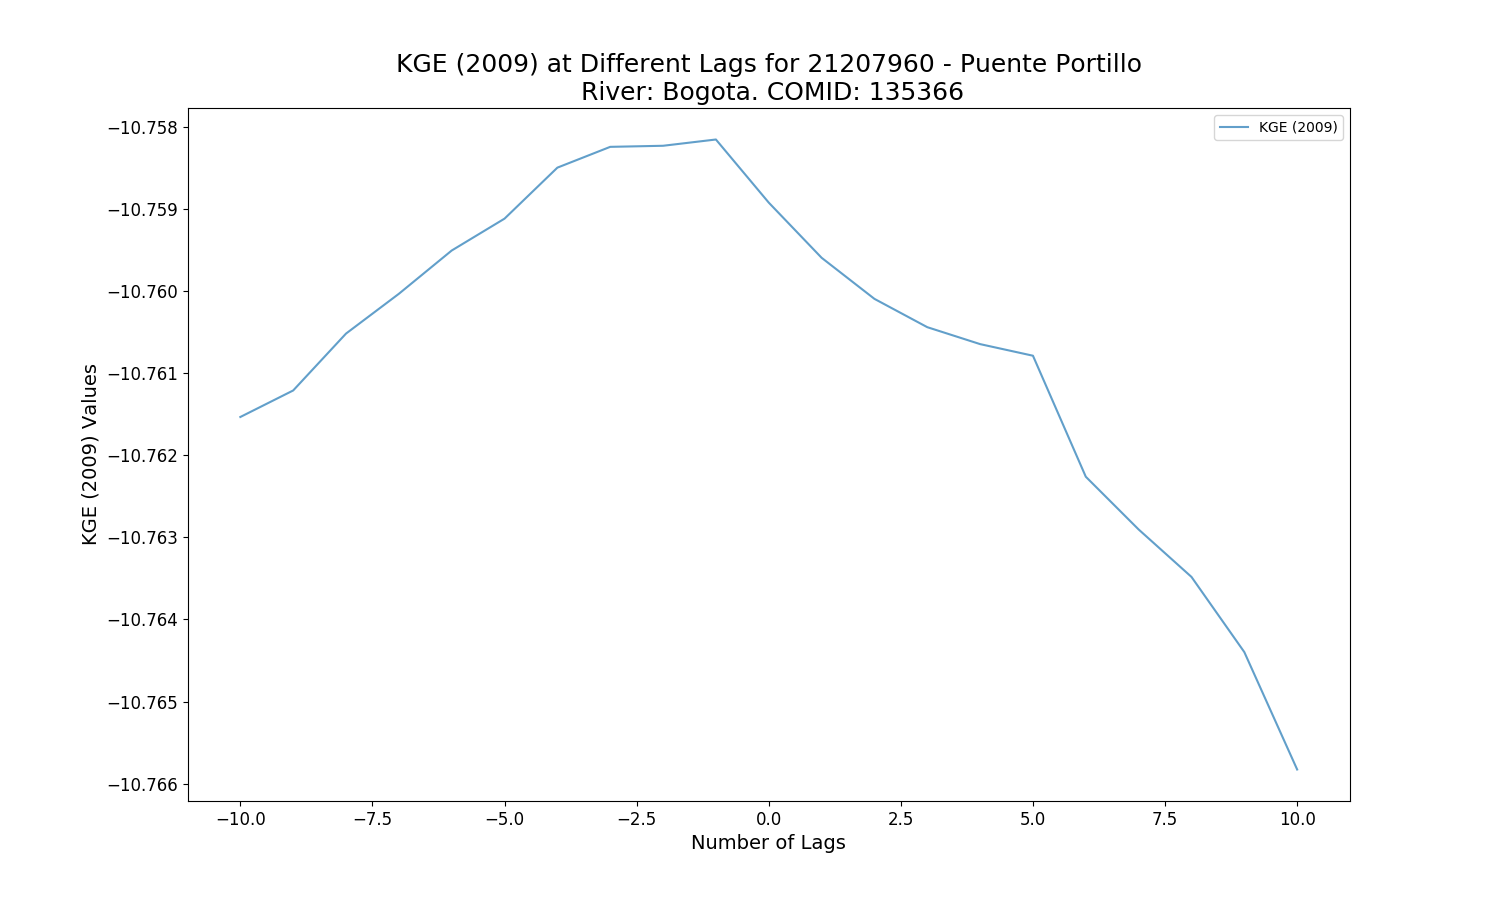 KGE (2009) at Different Lags for 21207960 - Puente Portillo
River: Bogota. COMID: 135366
KGE (2009)
−10.758
−10.759
−10.760
−10.761
−10.762
−10.763
−10.764
−10.765
−10.766
KGE (2009) Values
−10.0 −7.5 −5.0 −2.5 0.0 2.5 5.0 7.5 10.0
Number of Lags